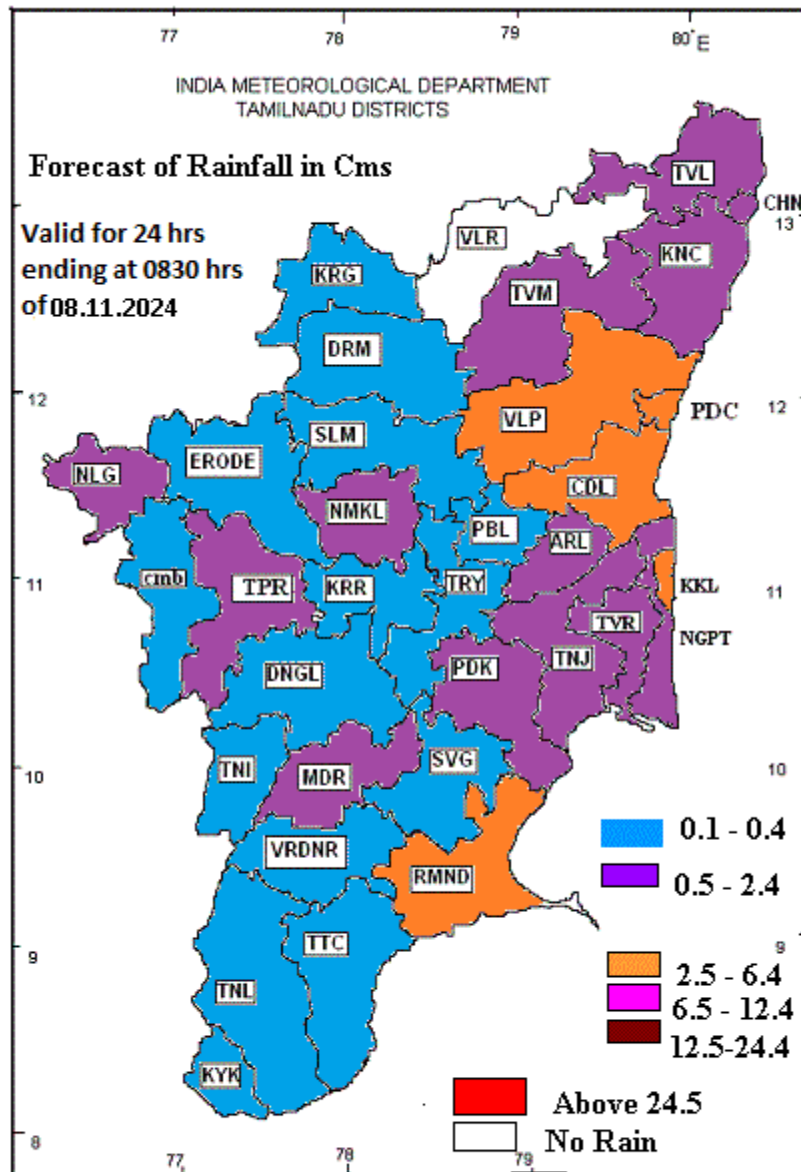 77 78 79 80°E
INDIA METEOROLOGICAL DEPARTMENT
TAMILNADU DISTRICTS
Forecast of Rainfall in Cms
Valid for 24 hrs
ending at 0830 hrs
of 08.11.2024
TVL
CHN
13
VLR
KNC
KRG
TVM
DRM
12
12
PDC
VLP
SLM
ERODE
NLG
CDL
NMKL
PBL
ARL
11
cmb
TPR
KRR
TRY
KKL
11
TVR
NGPT
DNGL
PDK
TNJ
10
TNI
MDR
SVG
10
0.1 - 0.4
VRDNR
RMND
0.5 - 2.4
9
TTC
9
2.5 - 6.4
TNL
6.5 - 12.4
12.5-24.4
KYK
Above 24.5
8
No Rain
77 78 79